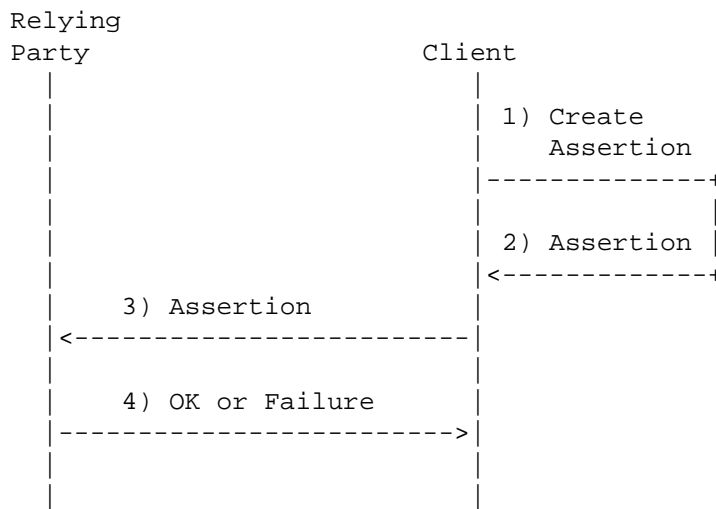 Relying
Party Client
1) Create
Assertion
2) Assertion
3) Assertion
4) OK or Failure